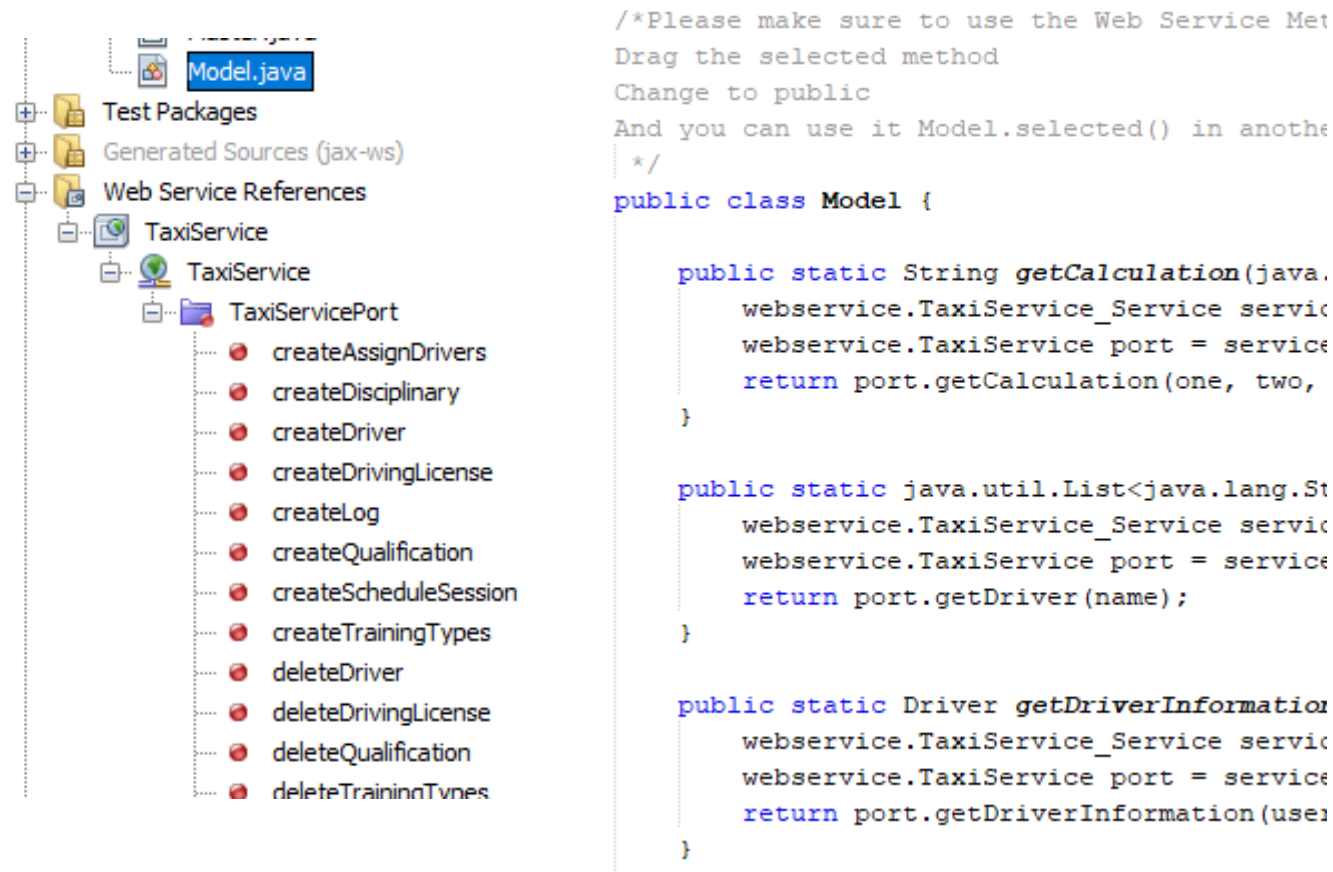 Model.java
Test Packages
Generated Sources (jax-ws)
Web Service References
TaxiService
TaxiService
TaxiServicePort
createAssignDrivers
createDisciplinary
createDriver
createDrivingLicense
createLog
createQualification
createScheduleSession
createTrainingTypes
deleteDriver
deleteDrivingLicense
deleteQualification
deleteTrainingTypes
/*Please make sure to use the Web Service Met
Drag the selected method
Change to public
And you can use it Model.selected() in anothe
*/
public class Model {
public static String getCalculation(java.
webservice.TaxiService_Service servic
webservice.TaxiService port = service
return port.getCalculation(one, two,
}
public static java.util.List<java.lang.St
webservice.TaxiService_Service servic
webservice.TaxiService port = service
return port.getDriver(name);
}
public static Driver getDriverInformation
webservice.TaxiService_Service servic
webservice.TaxiService port = service
return port.getDriverInformation(user
}